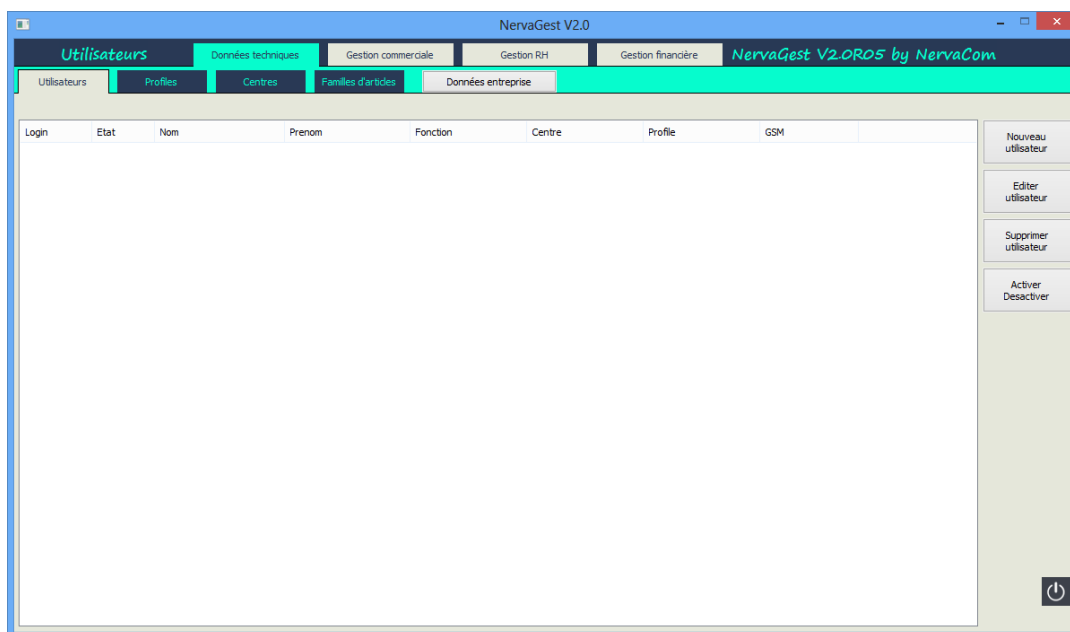 NervaGest V2.0
Utilisateurs Données techniques Gestion commerciale Gestion RH Gestion financière NervaGest V2.0R05 by NervaCom
Utilisateurs Profiles Centres Familles d'articles Données entreprise
Login Etat Nom Prenom Fonction Centre Profile GSM
Nouveau
utilisateur
Editer
utilisateur
Supprimer
utilisateur
Activer
Desactiver